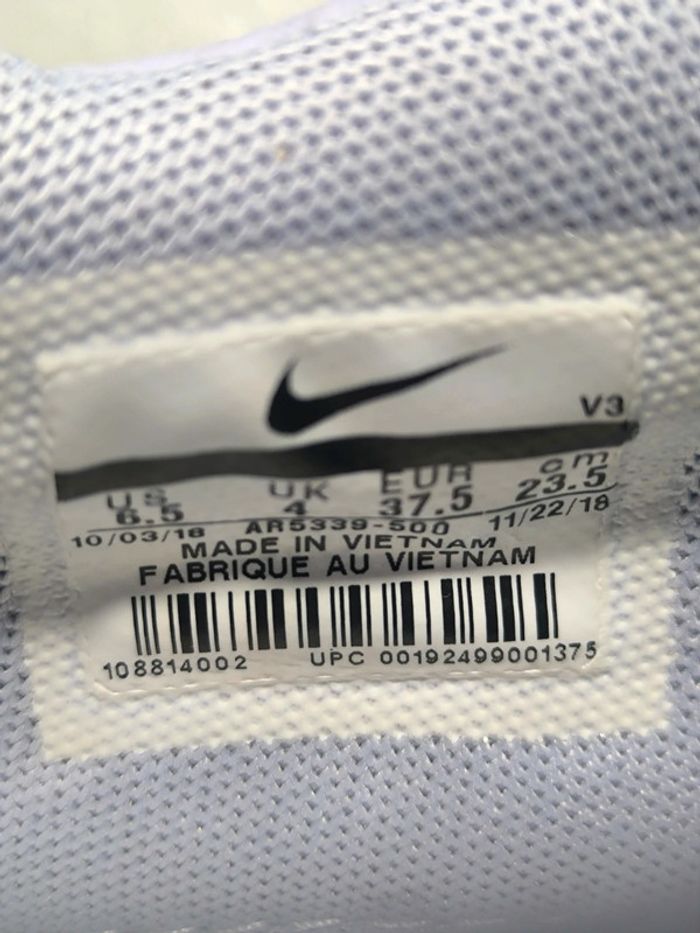 V3
US UK EUR cm
6.5 4 37.5 23.5
10/03/18 AR5339-500 11/22/18
MADE IN VIETNAM
FABRIQUE AU VIETNAM
108814002 UPC 00192499001375